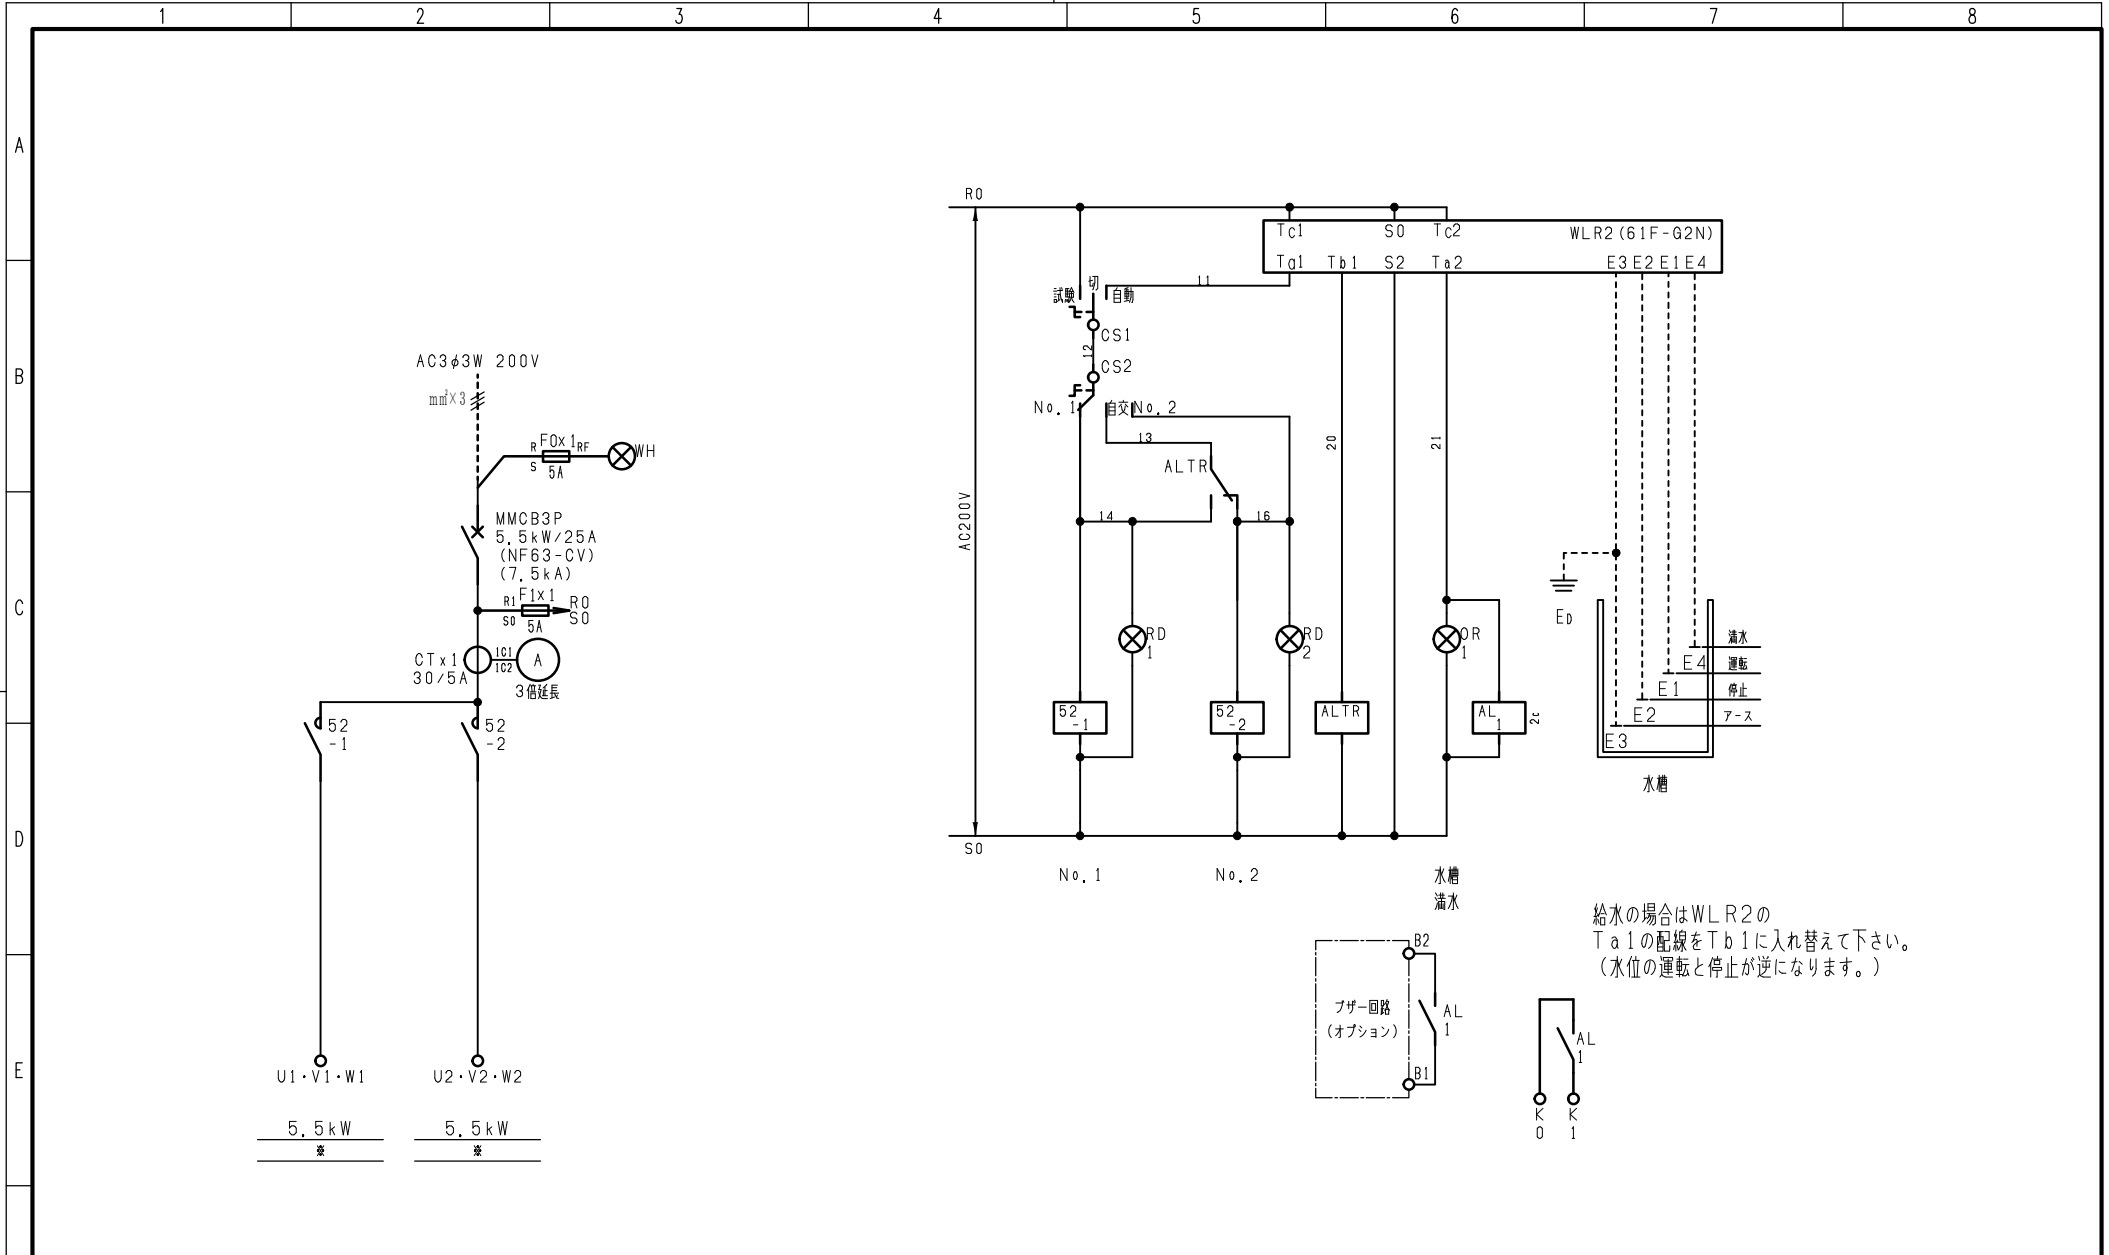 1 2 3 4 5 6 7 8
A
B
C
D
E
AC3φ3W 200V
mm²×3
R F0x1 RF
S 5A
WH
MMCB3P
5.5kW/25A
(NF63-CV)
(7.5kA)
R1 F1x1 R0
S0 5A S0
CTx1
30/5A
1C1
1C2
A
3倍延長
52
-1
52
-2
U1・V1・W1
U2・V2・W2
5.5kW
※
5.5kW
※
R0
AC200V
S0
Tc1 S0 Tc2 WLR2(61F-G2N)
Ta1 Tb1 S2 Ta2 E3 E2 E1 E4
試験 切 自動
11
CS1
12
CS2
No.1 自交 No.2
13
ALTR
14
16
20
21
RD
1
RD
2
OR
1
52
-1
52
-2
ALTR
AL
1
2c
ED
E4 満水
E1 運転
E2 停止
E3 アース
水槽
No.1
No.2
水槽
満水
給水の場合はWLR2の
Ta1の配線をTb1に入れ替えて下さい。
(水位の運転と停止が逆になります。)
B2
ブザー回路
(オプション)
AL
1
B1
AL
1
K
0
K
1